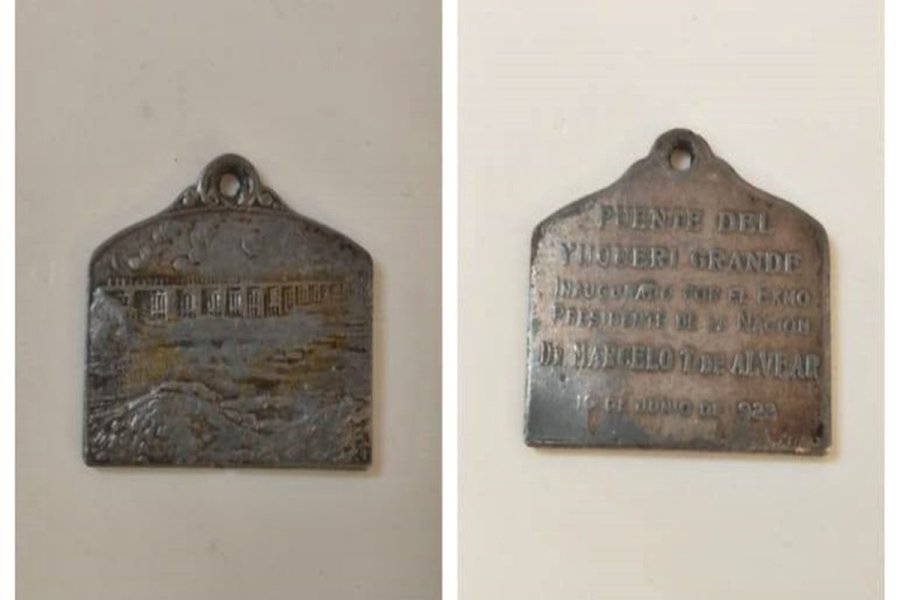 PUENTE DEL
YUQUERI GRANDE
INAUGURADO POR EL EXMO
PRESIDENTE DE LA NACION
DR MARCELO T DE ALVEAR
DE JUNIO DE